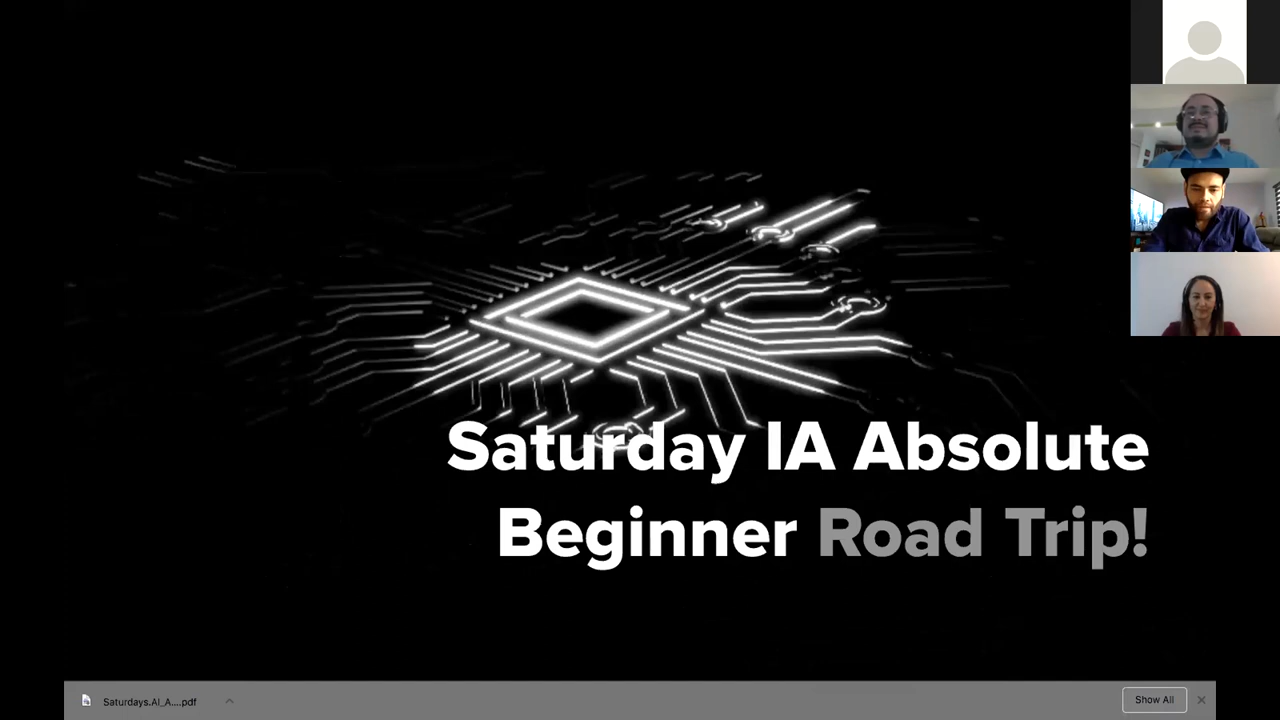 Saturday IA Absolute
Beginner Road Trip!
Saturdays.AI_A....pdf
Show All